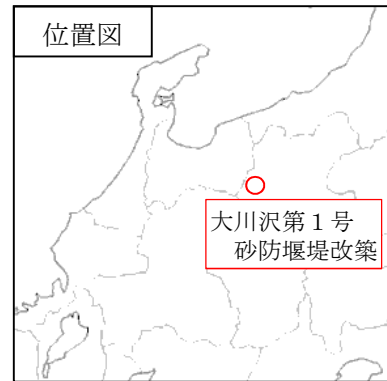 位置図
大川沢第１号
砂防堰堤改築